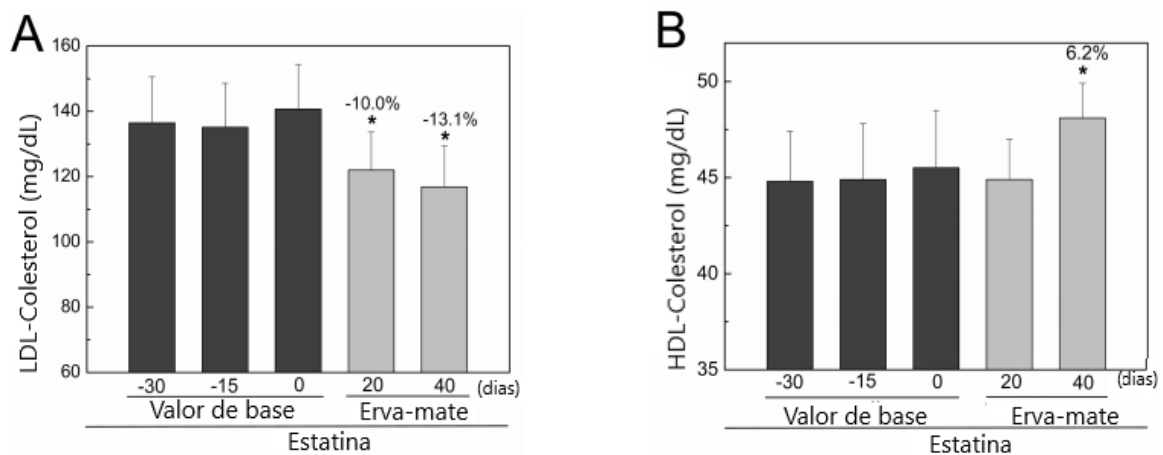 A
LDL-Colesterol (mg/dL)
160
140
120
100
80
60
-10.0%
*
-13.1%
*
-30 -15 0 20 40 (dias)
Valor de base Erva-mate
Estatina
B
HDL-Colesterol (mg/dL)
50
45
40
35
6.2%
*
-30 -15 0 20 40 (dias)
Valor de base Erva-mate
Estatina